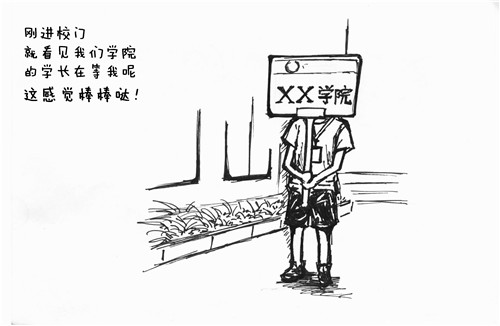 刚进校门
就看见我们学院
的学长在等我呢
这感觉棒棒哒!
XX学院